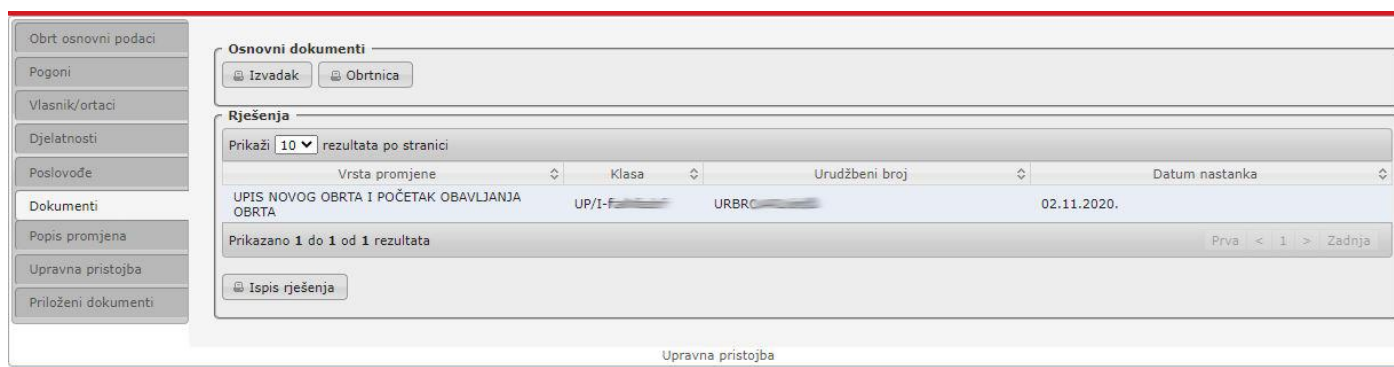 Obrt osnovni podaci
Pogoni
Vlasnik/ortaci
Djelatnosti
Poslovođe
Dokumenti
Popis promjena
Upravna pristojba
Priloženi dokumenti
Osnovni dokumenti
Izvadak Obrtnica
Rješenja
Prikaži 10 rezultata po stranici
Vrsta promjene Klasa Urudžbeni broj Datum nastanka
UPIS NOVOG OBRTA I POČETAK OBAVLJANJA
OBRTA UP/I- 02.11.2020.
Prikazano 1 do 1 od 1 rezultata Prva < 1 > Zadnja
Ispis rješenja
Upravna pristojba